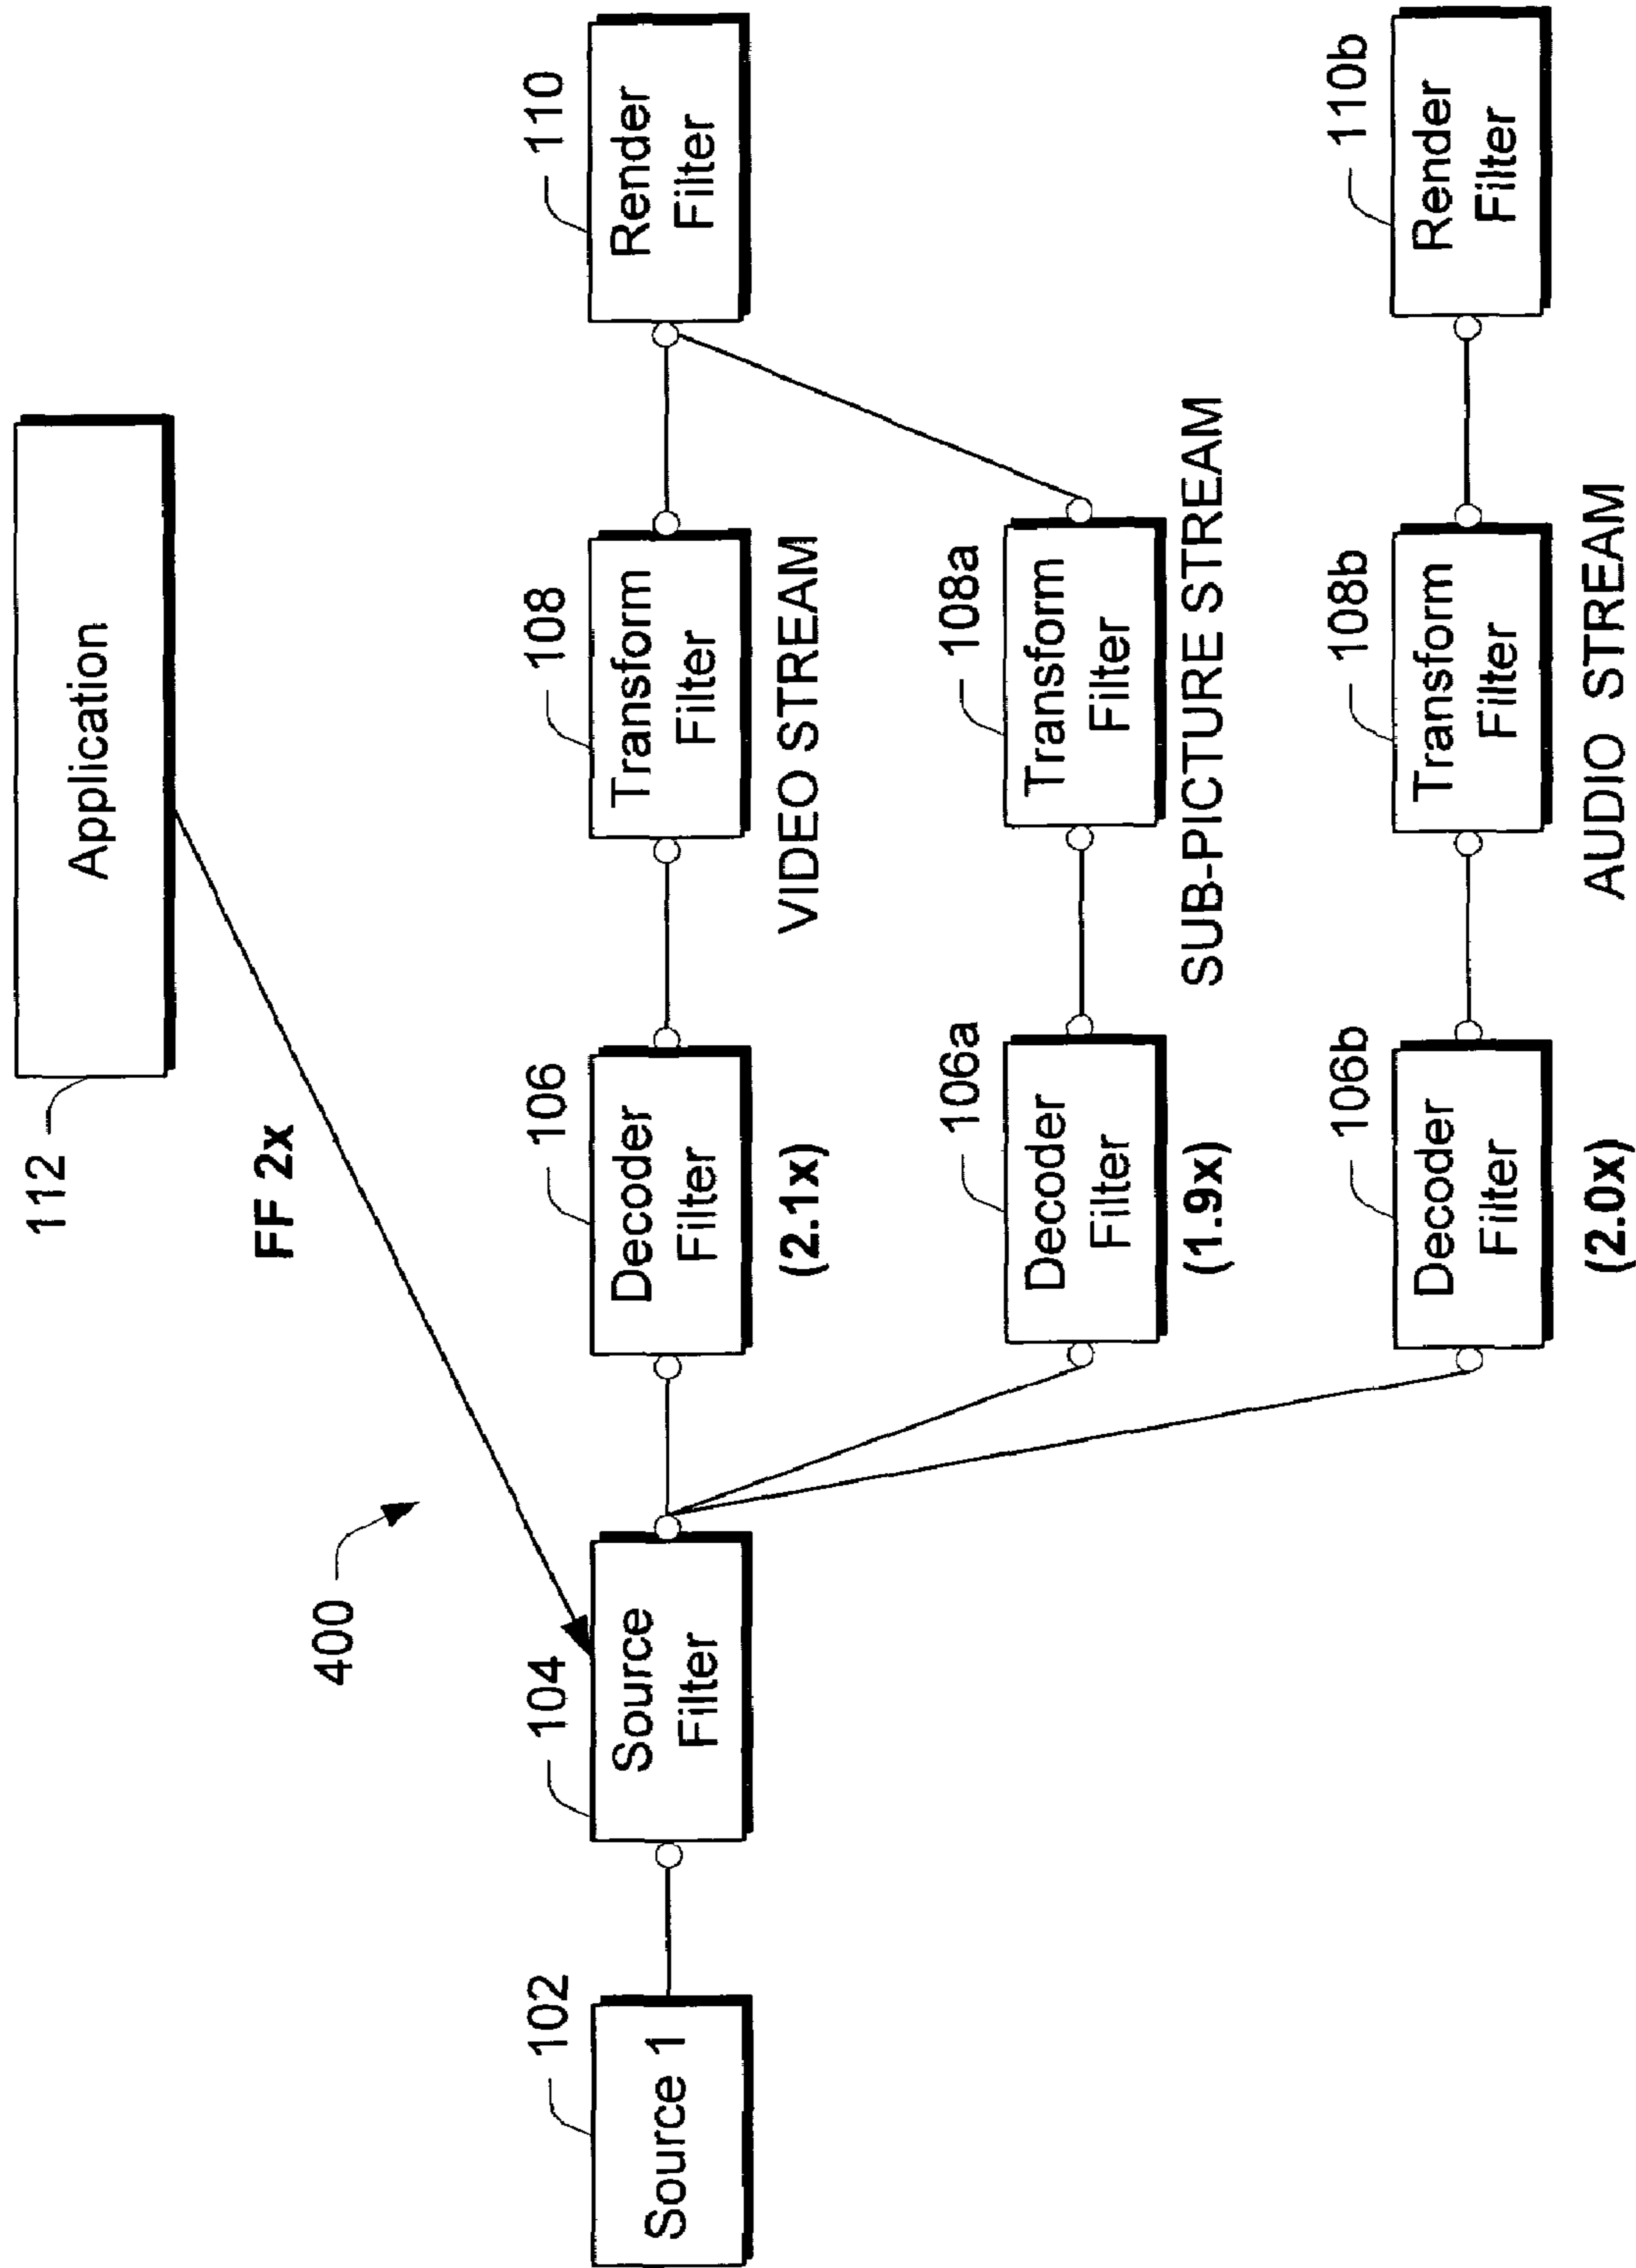 Application
112
FF 2x
400
102
Source 1
104
Source
Filter
106
Decoder
Filter
(2.1x)
108
Transform
Filter
VIDEO STREAM
110
Render
Filter
106a
Decoder
Filter
(1.9x)
108a
Transform
Filter
SUB-PICTURE STREAM
106b
Decoder
Filter
(2.0x)
108b
Transform
Filter
AUDIO STREAM
110b
Render
Filter